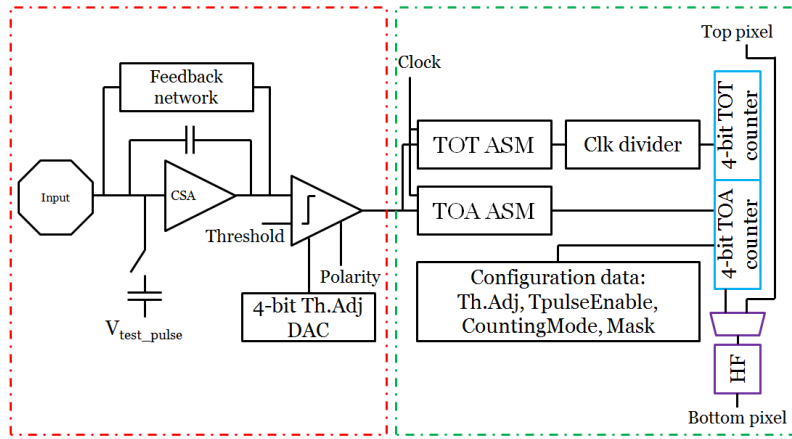 Top pixel
Clock
Feedback
network
TOT ASM
Clk divider
4-bit TOT
counter
Input
CSA
TOA ASM
4-bit TOA
counter
Threshold
Polarity
4-bit Th.Adj
DAC
V_test_pulse
Configuration data:
Th.Adj, TpulseEnable,
CountingMode, Mask
HF
Bottom pixel